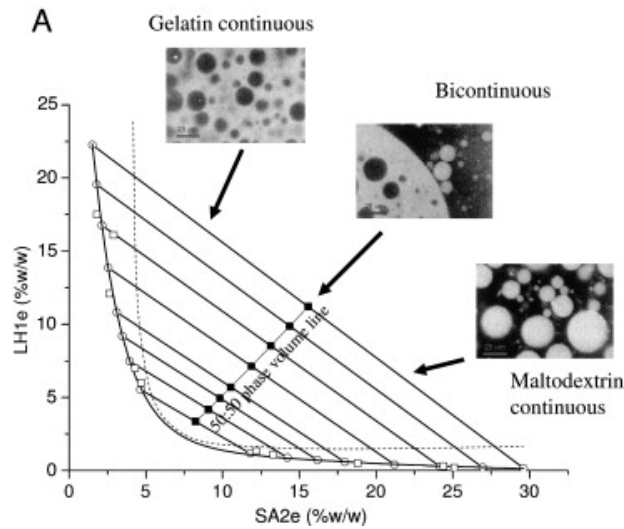 A
Gelatin continuous
Bicontinuous
25
20
15
10
5
0
LH1e (%w/w)
50:50 phase volume line
Maltodextrin
continuous
0 5 10 15 20 25 30
SA2e (%w/w)